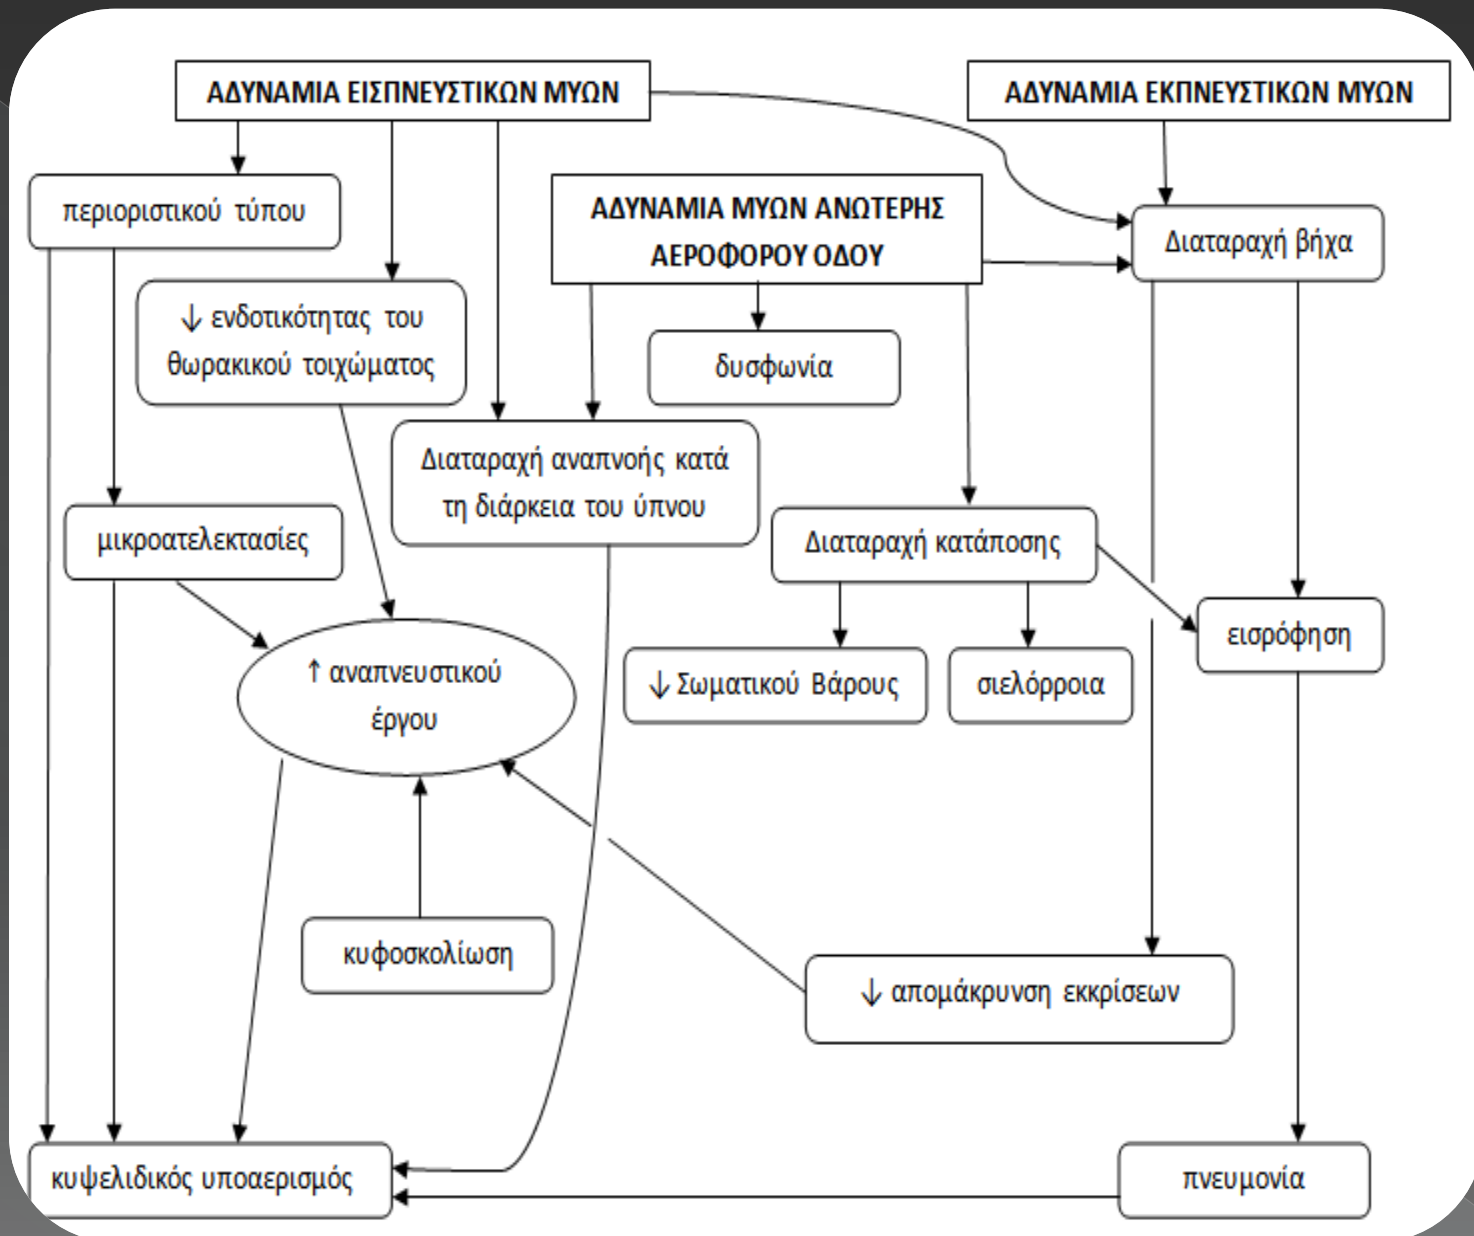 ΑΔΥΝΑΜΙΑ ΕΙΣΠΝΕΥΣΤΙΚΩΝ ΜΥΩΝ
ΑΔΥΝΑΜΙΑ ΕΚΠΝΕΥΣΤΙΚΩΝ ΜΥΩΝ
περιοριστικού τύπου
ΑΔΥΝΑΜΙΑ ΜΥΩΝ ΑΝΩΤΕΡΗΣ
ΑΕΡΟΦΟΡΟΥ ΟΔΟΥ
Διαταραχή βήχα
↓ ενδοτικότητας του
θωρακικού τοιχώματος
δυσφωνία
Διαταραχή αναπνοής κατά
τη διάρκεια του ύπνου
μικροατελεκτασίες
Διαταραχή κατάποσης
εισρόφηση
↑ αναπνευστικού
έργου
↓ Σωματικού Βάρους
σιελόρροια
κυφοσκολίωση
↓ απομάκρυνση εκκρίσεων
κυψελιδικός υποαερισμός
πνευμονία